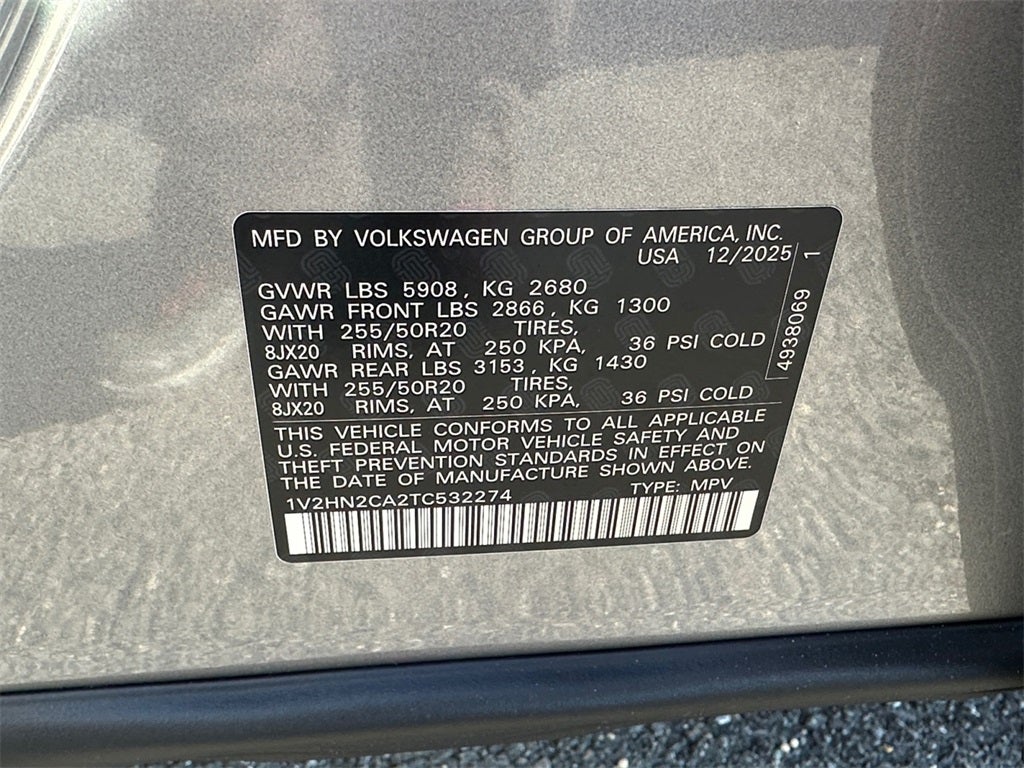 MFD BY VOLKSWAGEN GROUP OF AMERICA, INC.
USA 12/2025
GVWR LBS 5908, KG 2680
GAWR FRONT LBS 2866, KG 1300
WITH 255/50R20 TIRES,
8JX20 RIMS, AT 250 KPA, 36 PSI COLD
GAWR REAR LBS 3153, KG 1430
WITH 255/50R20 TIRES,
8JX20 RIMS, AT 250 KPA, 36 PSI COLD
THIS VEHICLE CONFORMS TO ALL APPLICABLE
U.S. FEDERAL MOTOR VEHICLE SAFETY AND
THEFT PREVENTION STANDARDS IN EFFECT ON
THE DATE OF MANUFACTURE SHOWN ABOVE.
1V2HN2CA2TC532274 TYPE: MPV
4938069 1